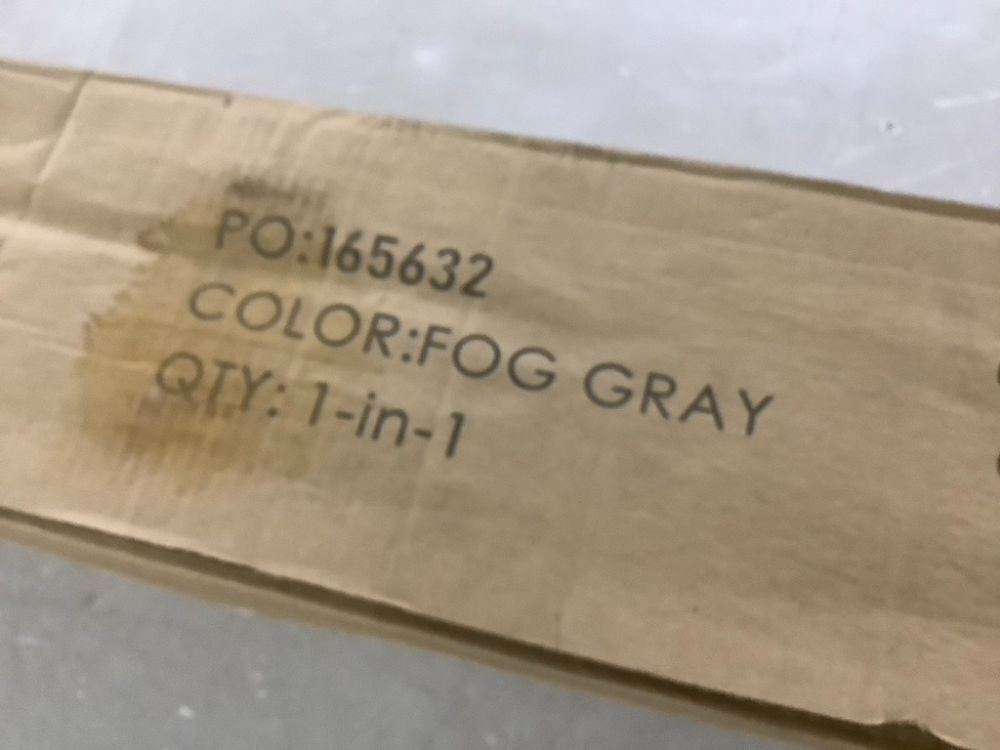 PO:165632
COLOR:FOG GRAY
QTY: 1-in-1